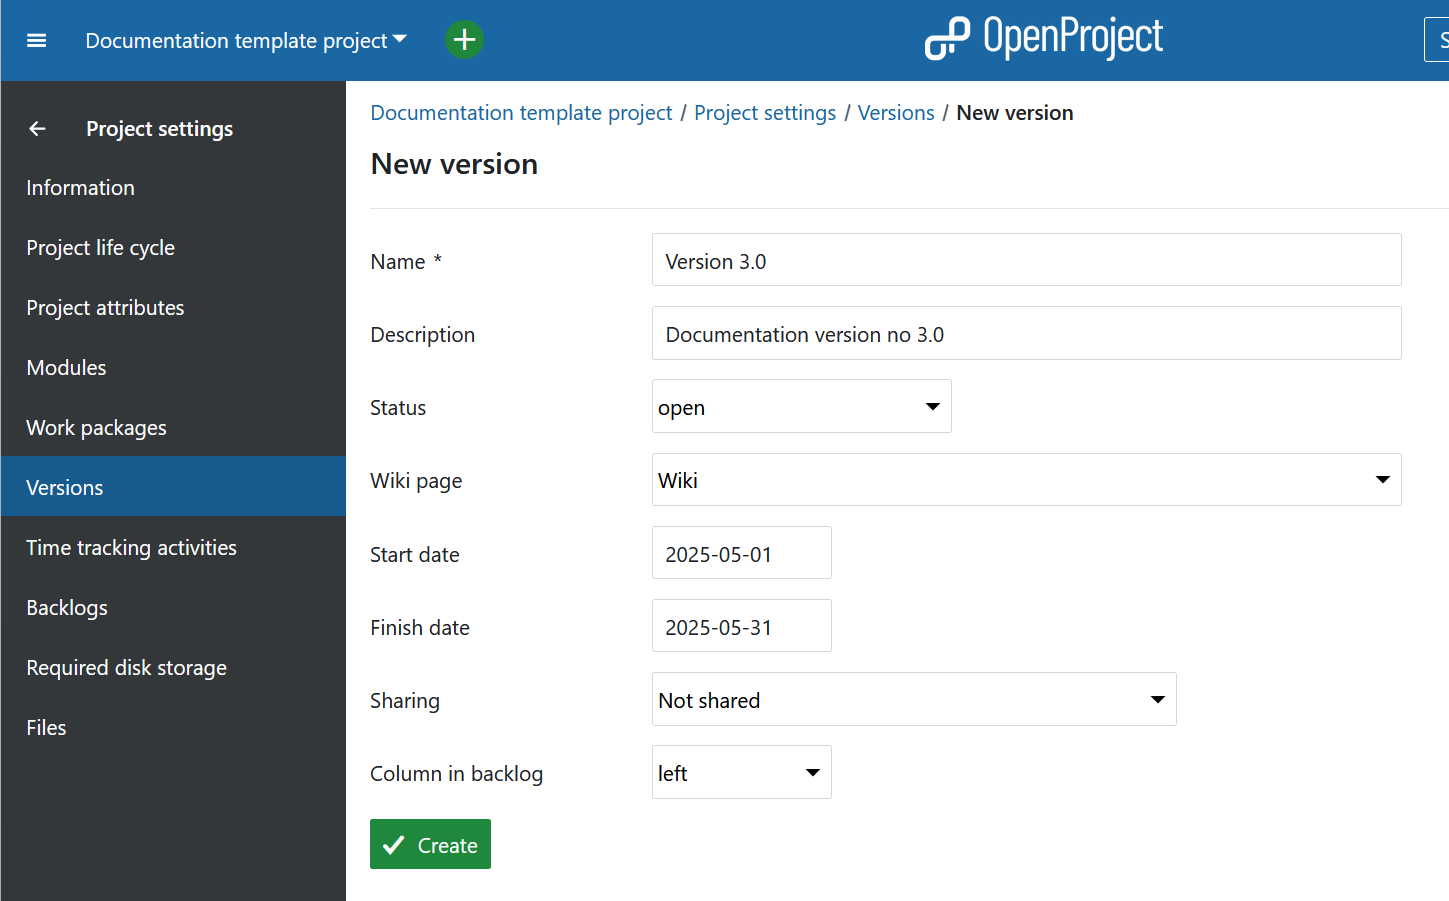 Documentation template project
OpenProject
Project settings
Information
Project life cycle
Project attributes
Modules
Work packages
Versions
Time tracking activities
Backlogs
Required disk storage
Files
Documentation template project / Project settings / Versions / New version
New version
Name * Version 3.0
Description Documentation version no 3.0
Status open
Wiki page Wiki
Start date 2025-05-01
Finish date 2025-05-31
Sharing Not shared
Column in backlog left
Create